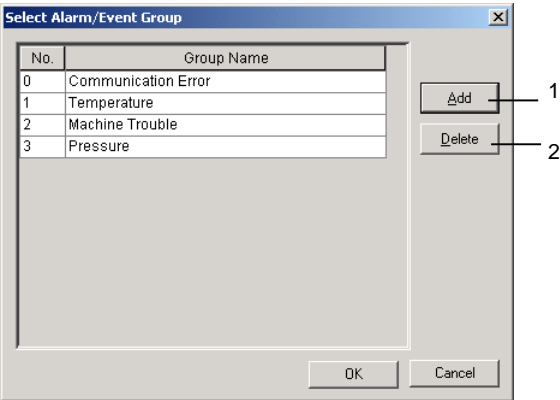 Select Alarm/Event Group
No. Group Name
0 Communication Error
1 Temperature
2 Machine Trouble
3 Pressure
Add 1
Delete 2
OK Cancel